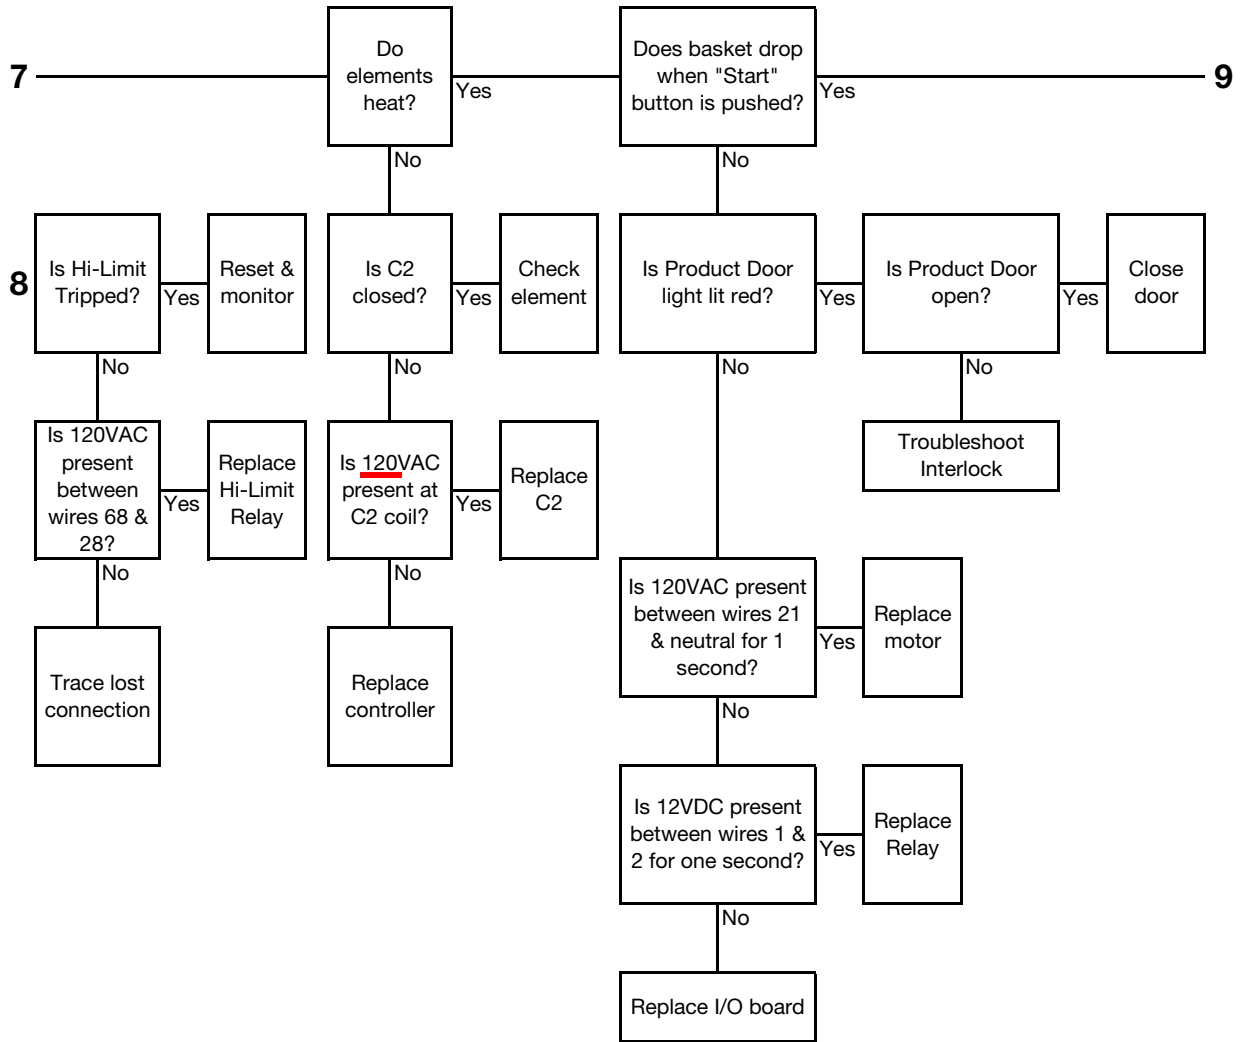 7
Do
elements
heat?
Yes
Does basket drop
when "Start"
button is pushed?
Yes
9
No
No
8
Is Hi-Limit
Tripped?
Yes
Reset &
monitor
Is C2
closed?
Yes
Check
element
Is Product Door
light lit red?
Yes
Is Product Door
open?
Yes
Close
door
No
No
No
No
Is 120VAC
present
between
wires 68 &
28?
Yes
Replace
Hi-Limit
Relay
Is 120VAC
present at
C2 coil?
Yes
Replace
C2
Troubleshoot
Interlock
No
No
Is 120VAC present
between wires 21
& neutral for 1
second?
Yes
Replace
motor
Trace lost
connection
Replace
controller
No
Is 12VDC present
between wires 1 &
2 for one second?
Yes
Replace
Relay
No
Replace I/O board